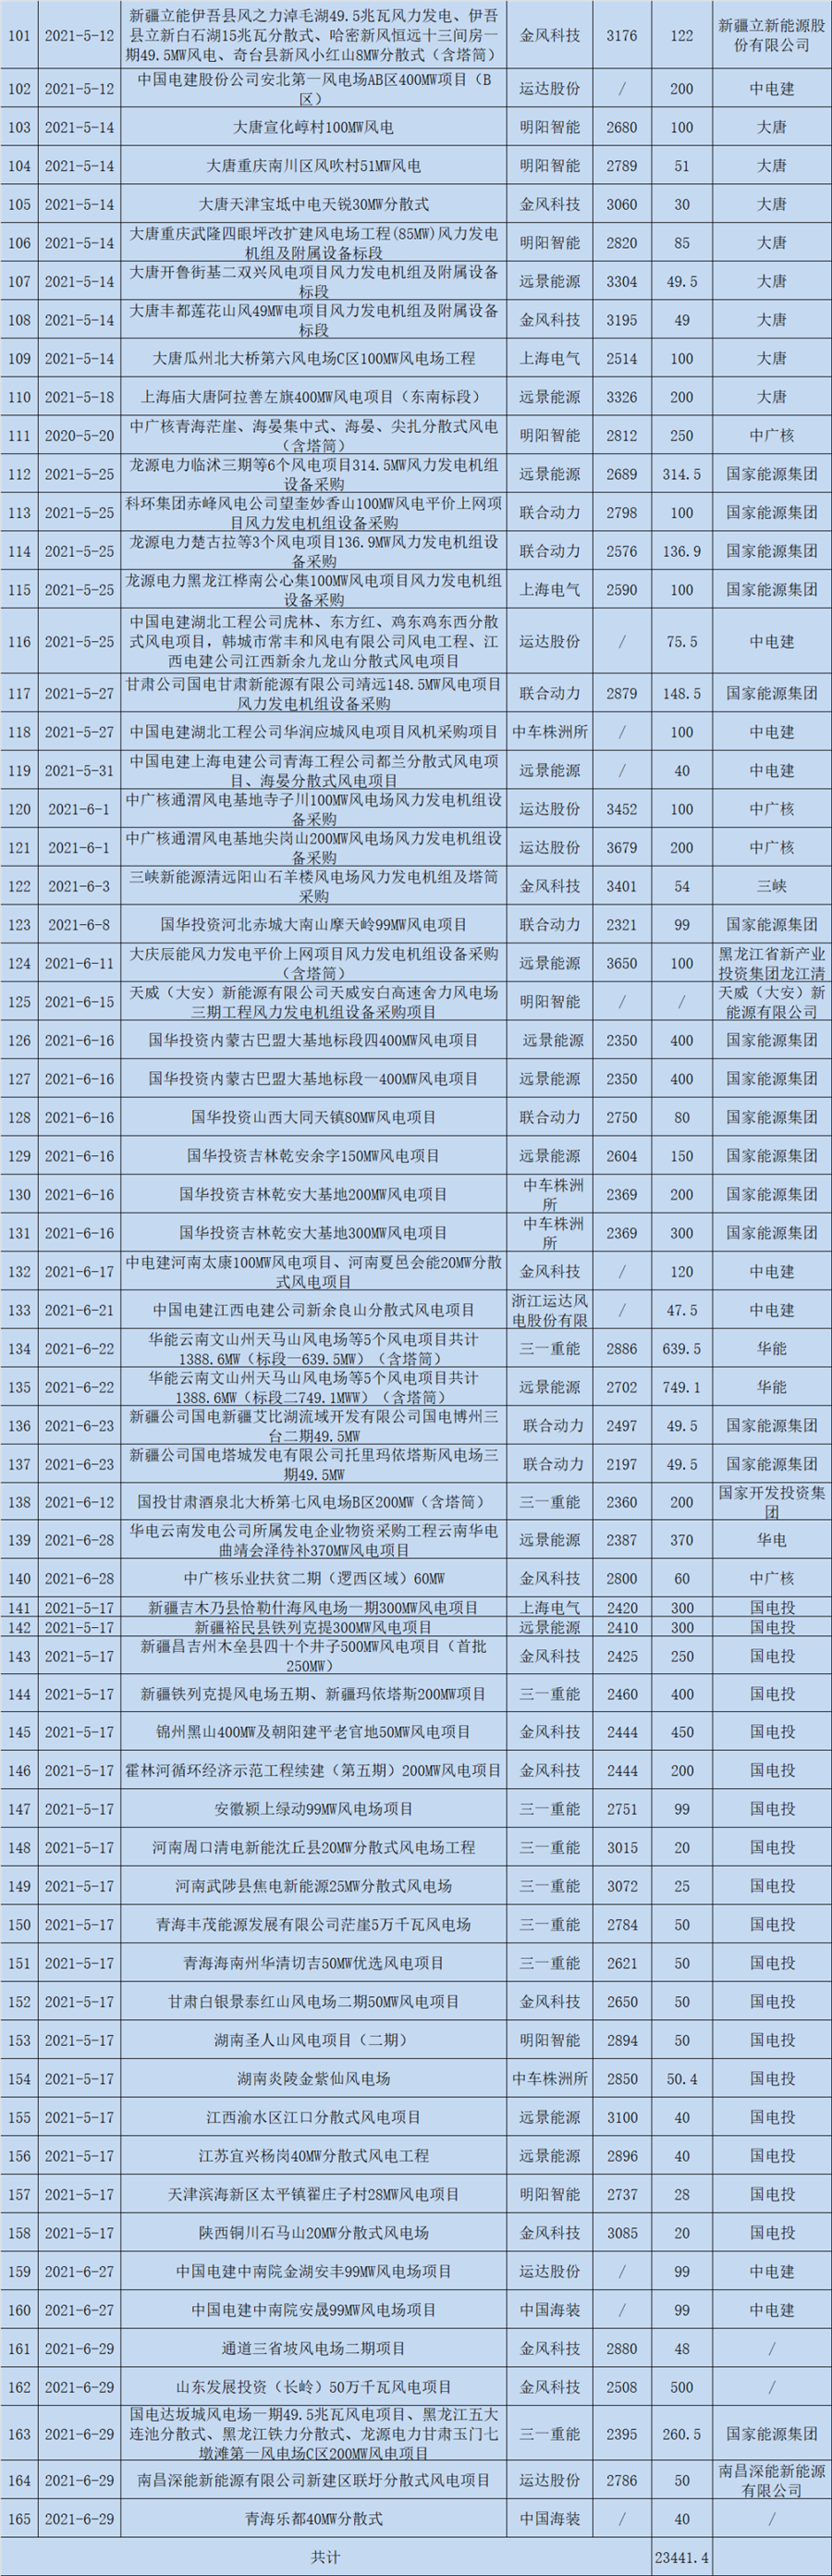 新疆立能伊吾县风之力淖毛湖49.5兆瓦风力发电、伊吾
101 2021-5-12 县立新白石湖15兆瓦分散式、哈密新风恒远十三间房一 金风科技 3176 122 新疆立新能源股
期49.5MW风电、奇台县新风小红山8MW分散式（含塔筒） 份有限公司
102 2021-5-12 中国电建股份公司安北第一风电场AB区400MW项目（B 运达股份 / 200 中电建
区）
103 2021-5-14 大唐宣化崞村100MW风电 明阳智能 2680 100 大唐
104 2021-5-14 大唐重庆南川区风吹村51MW风电 明阳智能 2789 51 大唐
105 2021-5-14 大唐天津宝坻中电天锐30MW分散式 金风科技 3060 30 大唐
106 2021-5-14 大唐重庆武隆四眼坪改扩建风电场工程(85MW)风力发电 明阳智能 2820 85 大唐
机组及附属设备标段
107 2021-5-14 大唐开鲁街基二双兴风电项目风力发电机组及附属设备 远景能源 3304 49.5 大唐
标段
108 2021-5-14 大唐丰都莲花山风49MW电项目风力发电机组及附属设备 金风科技 3195 49 大唐
标段
109 2021-5-14 大唐瓜州北大桥第六风电场C区100MW风电场工程 上海电气 2514 100 大唐
110 2021-5-18 上海庙大唐阿拉善左旗400MW风电项目（东南标段） 远景能源 3326 200 大唐
111 2020-5-20 中广核青海茫崖、海晏集中式、海晏、尖扎分散式风电 明阳智能 2812 250 中广核
（含塔筒）
112 2021-5-25 龙源电力临沭三期等6个风电项目314.5MW风力发电机组 远景能源 2689 314.5 国家能源集团
设备采购
113 2021-5-25 科环集团赤峰风电公司望奎妙香山100MW风电平价上网项 联合动力 2798 100 国家能源集团
目风力发电机组设备采购
114 2021-5-25 龙源电力楚古拉等3个风电项目136.9MW风力发电机组设 联合动力 2576 136.9 国家能源集团
备采购
115 2021-5-25 龙源电力黑龙江桦南公心集100MW风电项目风力发电机组 上海电气 2590 100 国家能源集团
设备采购
中国电建湖北工程公司虎林、东方红、鸡东鸡东西分散
116 2021-5-25 式风电项目，韩城市常丰和风电有限公司风电工程、江 运达股份 / 75.5 中电建
西电建公司江西新余九龙山分散式风电项目
117 2021-5-27 甘肃公司国电甘肃新能源有限公司靖远148.5MW风电项目 联合动力 2879 148.5 国家能源集团
风力发电机组设备采购
118 2021-5-27 中国电建湖北工程公司华润应城风电项目风机采购项目 中车株洲所 / 100 中电建
119 2021-5-31 中国电建上海电建公司青海工程公司都兰分散式风电项 远景能源 / 40 中电建
目、海晏分散式风电项目
120 2021-6-1 中广核通渭风电基地寺子川100MW风电场风力发电机组设 运达股份 3452 100 中广核
备采购
121 2021-6-1 中广核通渭风电基地尖岗山200MW风电场风力发电机组设 运达股份 3679 200 中广核
备采购
122 2021-6-3 三峡新能源清远阳山石羊楼风电场风力发电机组及塔筒 金风科技 3401 54 三峡
采购
123 2021-6-8 国华投资河北赤城大南山摩天岭99MW风电项目 联合动力 2321 99 国家能源集团
124 2021-6-11 大庆辰能风力发电平价上网项目风力发电机组设备采购 远景能源 3650 100 黑龙江省新产业
（含塔筒） 投资集团龙江清
125 2021-6-15 天威（大安）新能源有限公司天威安白高速舍力风电场 明阳智能 / / 天威（大安）新
三期工程风力发电机组设备采购项目 能源有限公司
126 2021-6-16 国华投资内蒙古巴盟大基地标段四400MW风电项目 远景能源 2350 400 国家能源集团
127 2021-6-16 国华投资内蒙古巴盟大基地标段一400MW风电项目 远景能源 2350 400 国家能源集团
128 2021-6-16 国华投资山西大同天镇80MW风电项目 联合动力 2750 80 国家能源集团
129 2021-6-16 国华投资吉林乾安余字150MW风电项目 远景能源 2604 150 国家能源集团
130 2021-6-16 国华投资吉林乾安大基地200MW风电项目 中车株洲 2369 200 国家能源集团
所
131 2021-6-16 国华投资吉林乾安大基地300MW风电项目 中车株洲 2369 300 国家能源集团
所
132 2021-6-17 中电建河南太康100MW风电项目、河南夏邑会能20MW分散 金风科技 / 120 中电建
式风电项目
133 2021-6-21 中国电建江西电建公司新余良山分散式风电项目 浙江运达风 / 47.5 中电建
电股份有限
134 2021-6-22 华能云南文山州天马山风电场等5个风电项目共计 三一重能 2886 639.5 华能
1388.6MW（标段一639.5MW）（含塔筒）
135 2021-6-22 华能云南文山州天马山风电场等5个风电项目共计 远景能源 2702 749.1 华能
1388.6MW（标段二749.1MWW）（含塔筒）
136 2021-6-23 新疆公司国电新疆艾比湖流域开发有限公司国电博州三 联合动力 2497 49.5 国家能源集团
台二期49.5MW
137 2021-6-23 新疆公司国电塔城发电有限公司托里玛依塔斯风电场三 联合动力 2197 49.5 国家能源集团
期49.5MW
138 2021-6-12 国投甘肃酒泉北大桥第七风电场B区200MW（含塔筒） 三一重能 2360 200 国家开发投资集
团
139 2021-6-28 华电云南发电公司所属发电企业物资采购工程云南华电 远景能源 2387 370 华电
曲靖会泽待补370MW风电项目
140 2021-6-28 中广核乐业扶贫二期（逻西区域）60MW 金风科技 2800 60 中广核
141 2021-5-17 新疆吉木乃县恰勒什海风电场一期300MW风电项目 上海电气 2420 300 国电投
142 2021-5-17 新疆裕民县铁列克提300MW风电项目 远景能源 2410 300 国电投
143 2021-5-17 新疆昌吉州木垒县四十个井子500MW风电项目（首批 金风科技 2425 250 国电投
250MW）
144 2021-5-17 新疆铁列克提风电场五期、新疆玛依塔斯200MW项目 三一重能 2460 400 国电投
145 2021-5-17 锦州黑山400MW及朝阳建平老官地50MW风电项目 金风科技 2444 450 国电投
146 2021-5-17 霍林河循环经济示范工程续建（第五期）200MW风电项目 金风科技 2444 200 国电投
147 2021-5-17 安徽颍上绿动99MW风电场项目 三一重能 2751 99 国电投
148 2021-5-17 河南周口清电新能沈丘县20MW分散式风电场工程 三一重能 3015 20 国电投
149 2021-5-17 河南武陟县焦电新能源25MW分散式风电场 三一重能 3072 25 国电投
150 2021-5-17 青海丰茂能源发展有限公司茫崖5万千瓦风电场 三一重能 2784 50 国电投
151 2021-5-17 青海海南州华清切吉50MW优选风电项目 三一重能 2621 50 国电投
152 2021-5-17 甘肃白银景泰红山风电场二期50MW风电项目 金风科技 2650 50 国电投
153 2021-5-17 湖南圣人山风电项目（二期） 明阳智能 2894 50 国电投
154 2021-5-17 湖南炎陵金紫仙风电场 中车株洲所 2850 50.4 国电投
155 2021-5-17 江西渝水区江口分散式风电项目 远景能源 3100 40 国电投
156 2021-5-17 江苏宜兴杨岗40MW分散式风电工程 远景能源 2896 40 国电投
157 2021-5-17 天津滨海新区太平镇翟庄子村28MW风电项目 明阳智能 2737 28 国电投
158 2021-5-17 陕西铜川石马山20MW分散式风电场 金风科技 3085 20 国电投
159 2021-6-27 中国电建中南院金湖安丰99MW风电场项目 运达股份 / 99 中电建
160 2021-6-27 中国电建中南院安晟99MW风电场项目 中国海装 / 99 中电建
161 2021-6-29 通道三省坡风电场二期项目 金风科技 2880 48 /
162 2021-6-29 山东发展投资（长岭）50万千瓦风电项目 金风科技 2508 500 /
国电达坂城风电场一期49.5兆瓦风电项目、黑龙江五大
163 2021-6-29 连池分散式、黑龙江铁力分散式、龙源电力甘肃玉门七 三一重能 2395 260.5 国家能源集团
墩滩第一风电场C区200MW风电项目
164 2021-6-29 南昌深能新能源有限公司新建区联圩分散式风电项目 运达股份 2786 50 南昌深能新能源
有限公司
165 2021-6-29 青海乐都40MW分散式 中国海装 / 40 /
共计 23441.4